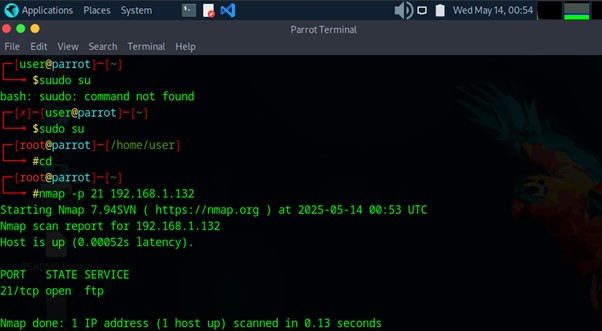 Applications Places System Wed May 14, 00:54
Parrot Terminal
File Edit View Search Terminal Help
┌─[user@parrot]─[~]
└──╼ $suudo su
bash: suudo: command not found
┌─[✗]─[user@parrot]─[~]
└──╼ $sudo su
┌─[root@parrot]─[/home/user]
└──╼ #cd
┌─[root@parrot]─[~]
└──╼ #nmap -p 21 192.168.1.132
Starting Nmap 7.94SVN ( https://nmap.org ) at 2025-05-14 00:53 UTC
Nmap scan report for 192.168.1.132
Host is up (0.00052s latency).
PORT STATE SERVICE
21/tcp open ftp
Nmap done: 1 IP address (1 host up) scanned in 0.13 seconds